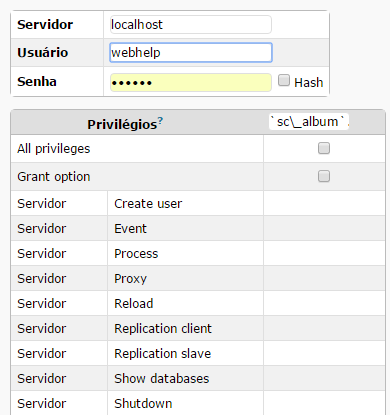 Servidor localhost
Usuário webhelp
Senha •••••• Hash
Privilégios? `sc\_album`.
All privileges
Grant option
Servidor Create user
Servidor Event
Servidor Process
Servidor Proxy
Servidor Reload
Servidor Replication client
Servidor Replication slave
Servidor Show databases
Servidor Shutdown